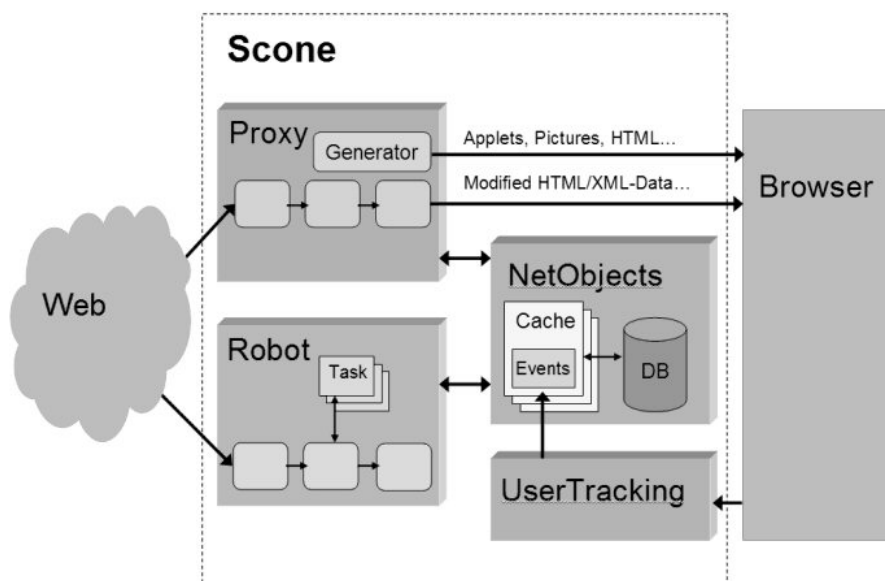 Scone
Proxy
Generator
Applets, Pictures, HTML...
Modified HTML/XML-Data...
Browser
Web
NetObjects
Cache
Events
DB
Robot
Task
UserTracking